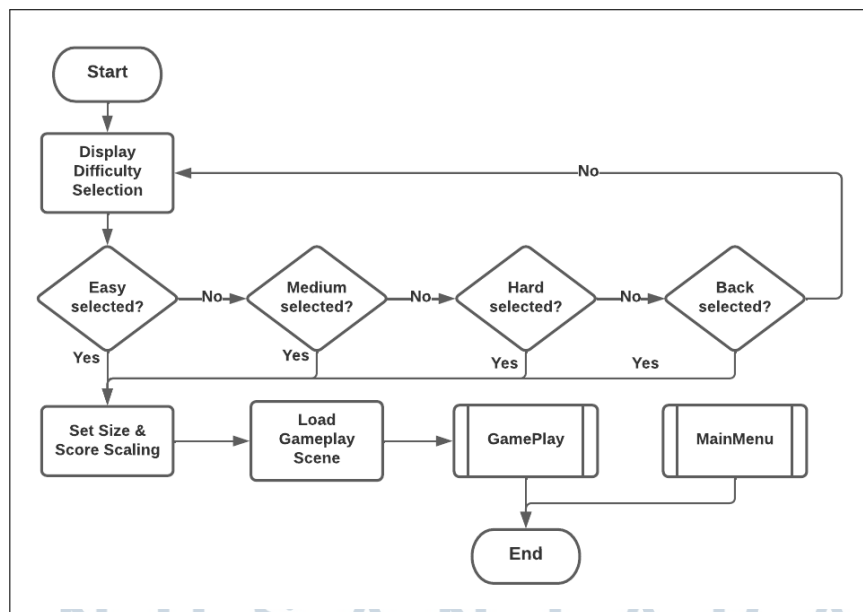 Start
Display
Difficulty
Selection
No
Easy
selected?
No
Medium
selected?
No
Hard
selected?
No
Back
selected?
Yes
Yes
Yes
Yes
Set Size &
Score Scaling
Load
Gameplay
Scene
GamePlay
MainMenu
End